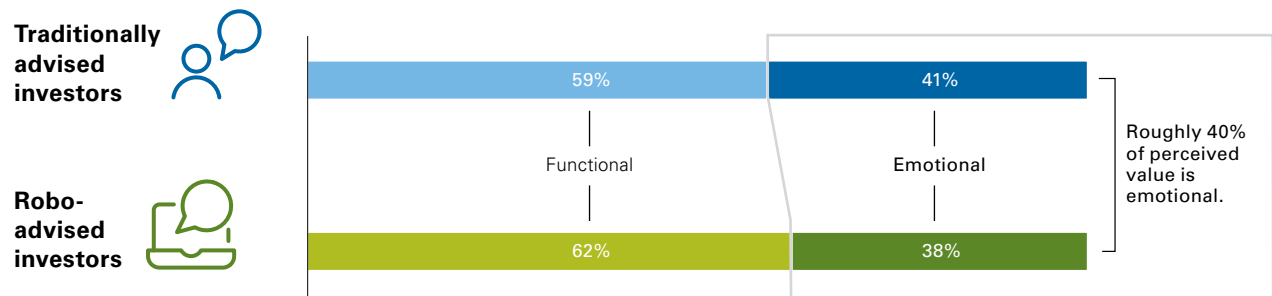 Traditionally
advised
investors
59%
41%
Functional
Emotional
Roughly 40%
of perceived
value is
emotional.
Robo-
advised
investors
62%
38%